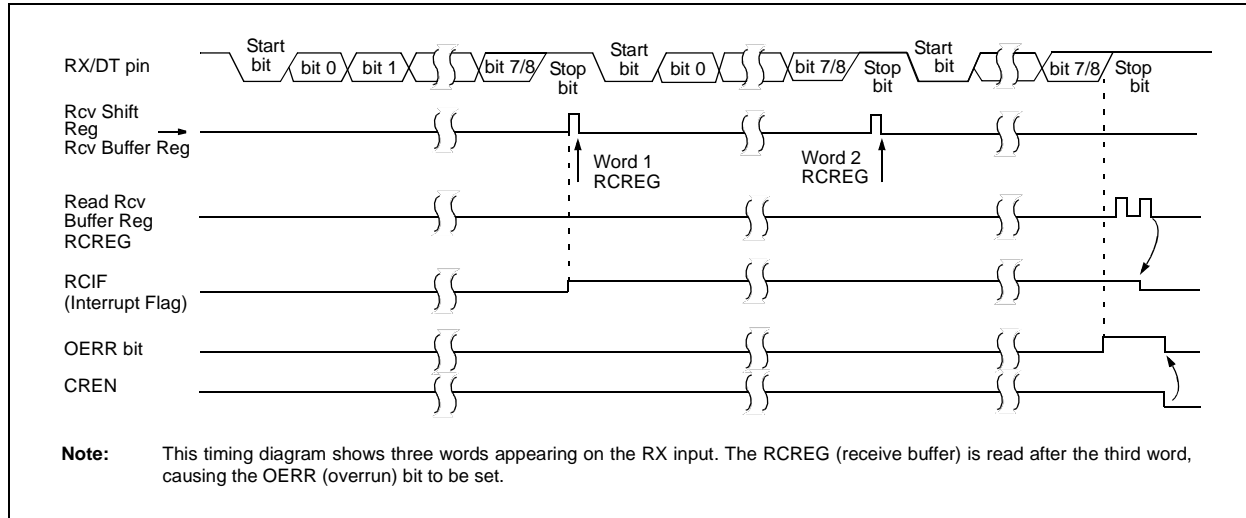 RX/DT pin
Start
bit
bit 0
bit 1
bit 7/8
Stop
bit
Start
bit
bit 0
bit 7/8
Stop
bit
Start
bit
bit 7/8
Stop
bit
Rcv Shift
Reg
Rcv Buffer Reg
Word 1
RCREG
Word 2
RCREG
Read Rcv
Buffer Reg
RCREG
RCIF
(Interrupt Flag)
OERR bit
CREN
Note: This timing diagram shows three words appearing on the RX input. The RCREG (receive buffer) is read after the third word,
causing the OERR (overrun) bit to be set.